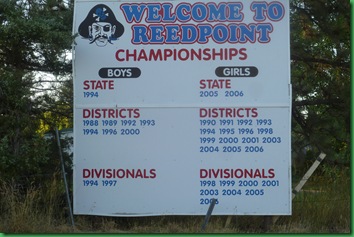 WELCOME TO
REEDPOINT
CHAMPIONSHIPS
BOYS
GIRLS
STATE
1994
STATE
2005 2006
DISTRICTS
1988 1989 1992 1993
1994 1996 2000
DISTRICTS
1990 1991 1992 1993
1994 1995 1996 1998
1999 2000 2001 2003
2004 2005 2006
DIVISIONALS
1994 1997
DIVISIONALS
1998 1999 2000 2001
2003 2004 2005
2006